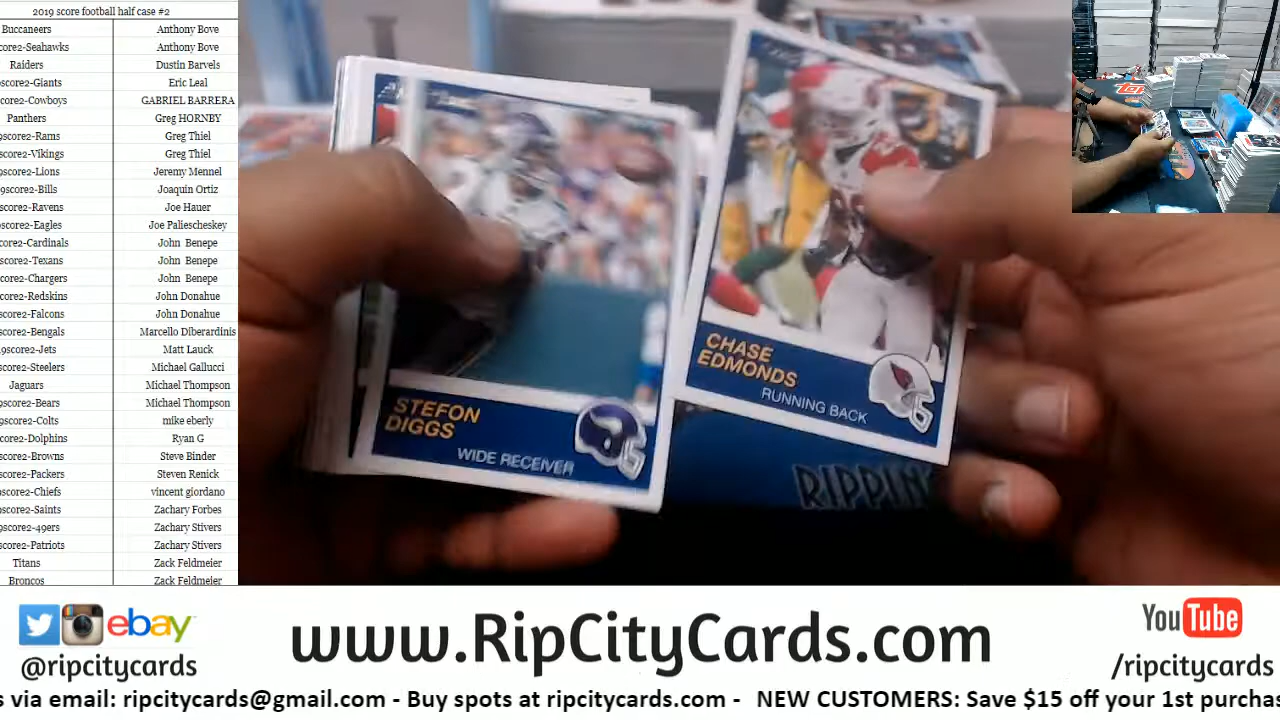 2019 score football half case #2
Buccaneers Anthony Bove
core2-Seahawks Anthony Bove
Raiders Dustin Barvels
score2-Giants Eric Leal
score2-Cowboys GABRIEL BARRERA
Panthers Greg HORNBY
9score2-Rams Greg Thiel
9score2-Vikings Greg Thiel
9score2-Lions Jeremy Mennel
9score2-Bills Joaquin Ortiz
score2-Ravens Joe Hauer
score2-Eagles Joe Paliescheskey
core2-Cardinals John Benepe
score2-Texans John Benepe
core2-Chargers John Benepe
core2-Redskins John Donahue
score2-Falcons John Donahue
score2-Bengals Marcello Diberardinis
19score2-Jets Matt Lauck
score2-Steelers Michael Gallucci
Jaguars Michael Thompson
9score2-Bears Michael Thompson
9score2-Colts mike eberly
core2-Dolphins Ryan G
score2-Browns Steve Binder
score2-Packers Steven Renick
score2-Chiefs vincent giordano
score2-Saints Zachary Forbes
9score2-49ers Zachary Stivers
score2-Patriots Zachary Stivers
Titans Zack Feldmeier
Broncos Zack Feldmeier
STEFON
DIGGS
WIDE RECEIVER
CHASE
EDMONDS
RUNNING BACK
RIPPIN
ebay
@ripcitycards
www.RipCityCards.com
YouTube
/ripcitycards
s via email: ripcitycards@gmail.com - Buy spots at ripcitycards.com - NEW CUSTOMERS: Save $15 off your 1st purcha